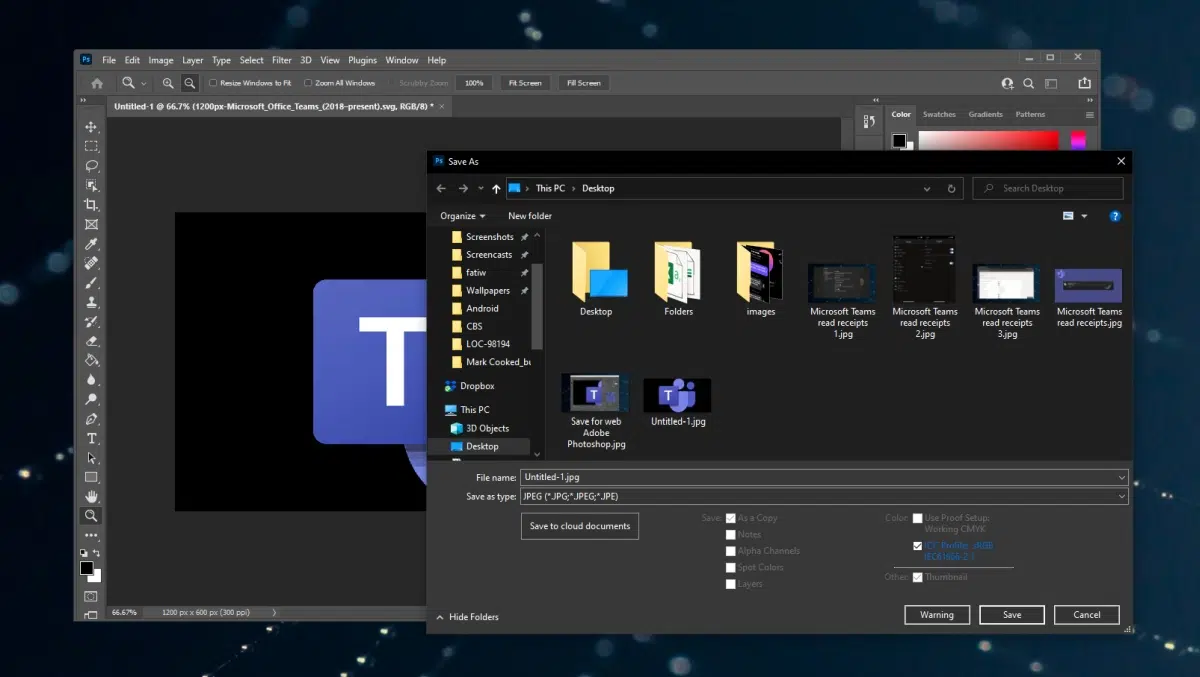 Ps File Edit Image Layer Type Select Filter 3D View Plugins Window Help
Resize Windows to Fit Zoom All Windows Scrubby Zoom 100% Fit Screen Fill Screen
Untitled-1 @ 66.7% (1200px-Microsoft_Office_Teams_(2018–present).svg, RGB/8) * ×
Color Swatches Gradients Patterns
Ps Save As
This PC > Desktop
Search Desktop
Organize New folder
Screenshots
Screencasts
fatiw
Wallpapers
Android
CBS
LOC-98194
Mark Cooked_bu
Dropbox
This PC
3D Objects
Desktop
Desktop
Folders
images
Microsoft Teams
read receipts
1.jpg
Microsoft Teams
read receipts
2.jpg
Microsoft Teams
read receipts
3.jpg
Microsoft Teams
read receipts.jpg
Save for web
Adobe
Photoshop.jpg
Untitled-1.jpg
T
T
T
File name: Untitled-1.jpg
Save as type: JPEG (*.JPG;*.JPEG;*.JPE)
Save to cloud documents
Save: As a Copy
Notes
Alpha Channels
Spot Colors
Layers
Color: Use Proof Setup:
Working CMYK
ICC Profile: sRGB
IEC61966-2.1
Other: Thumbnail
Hide Folders
Warning Save Cancel
66.67% 1200 px x 600 px (300 ppi)